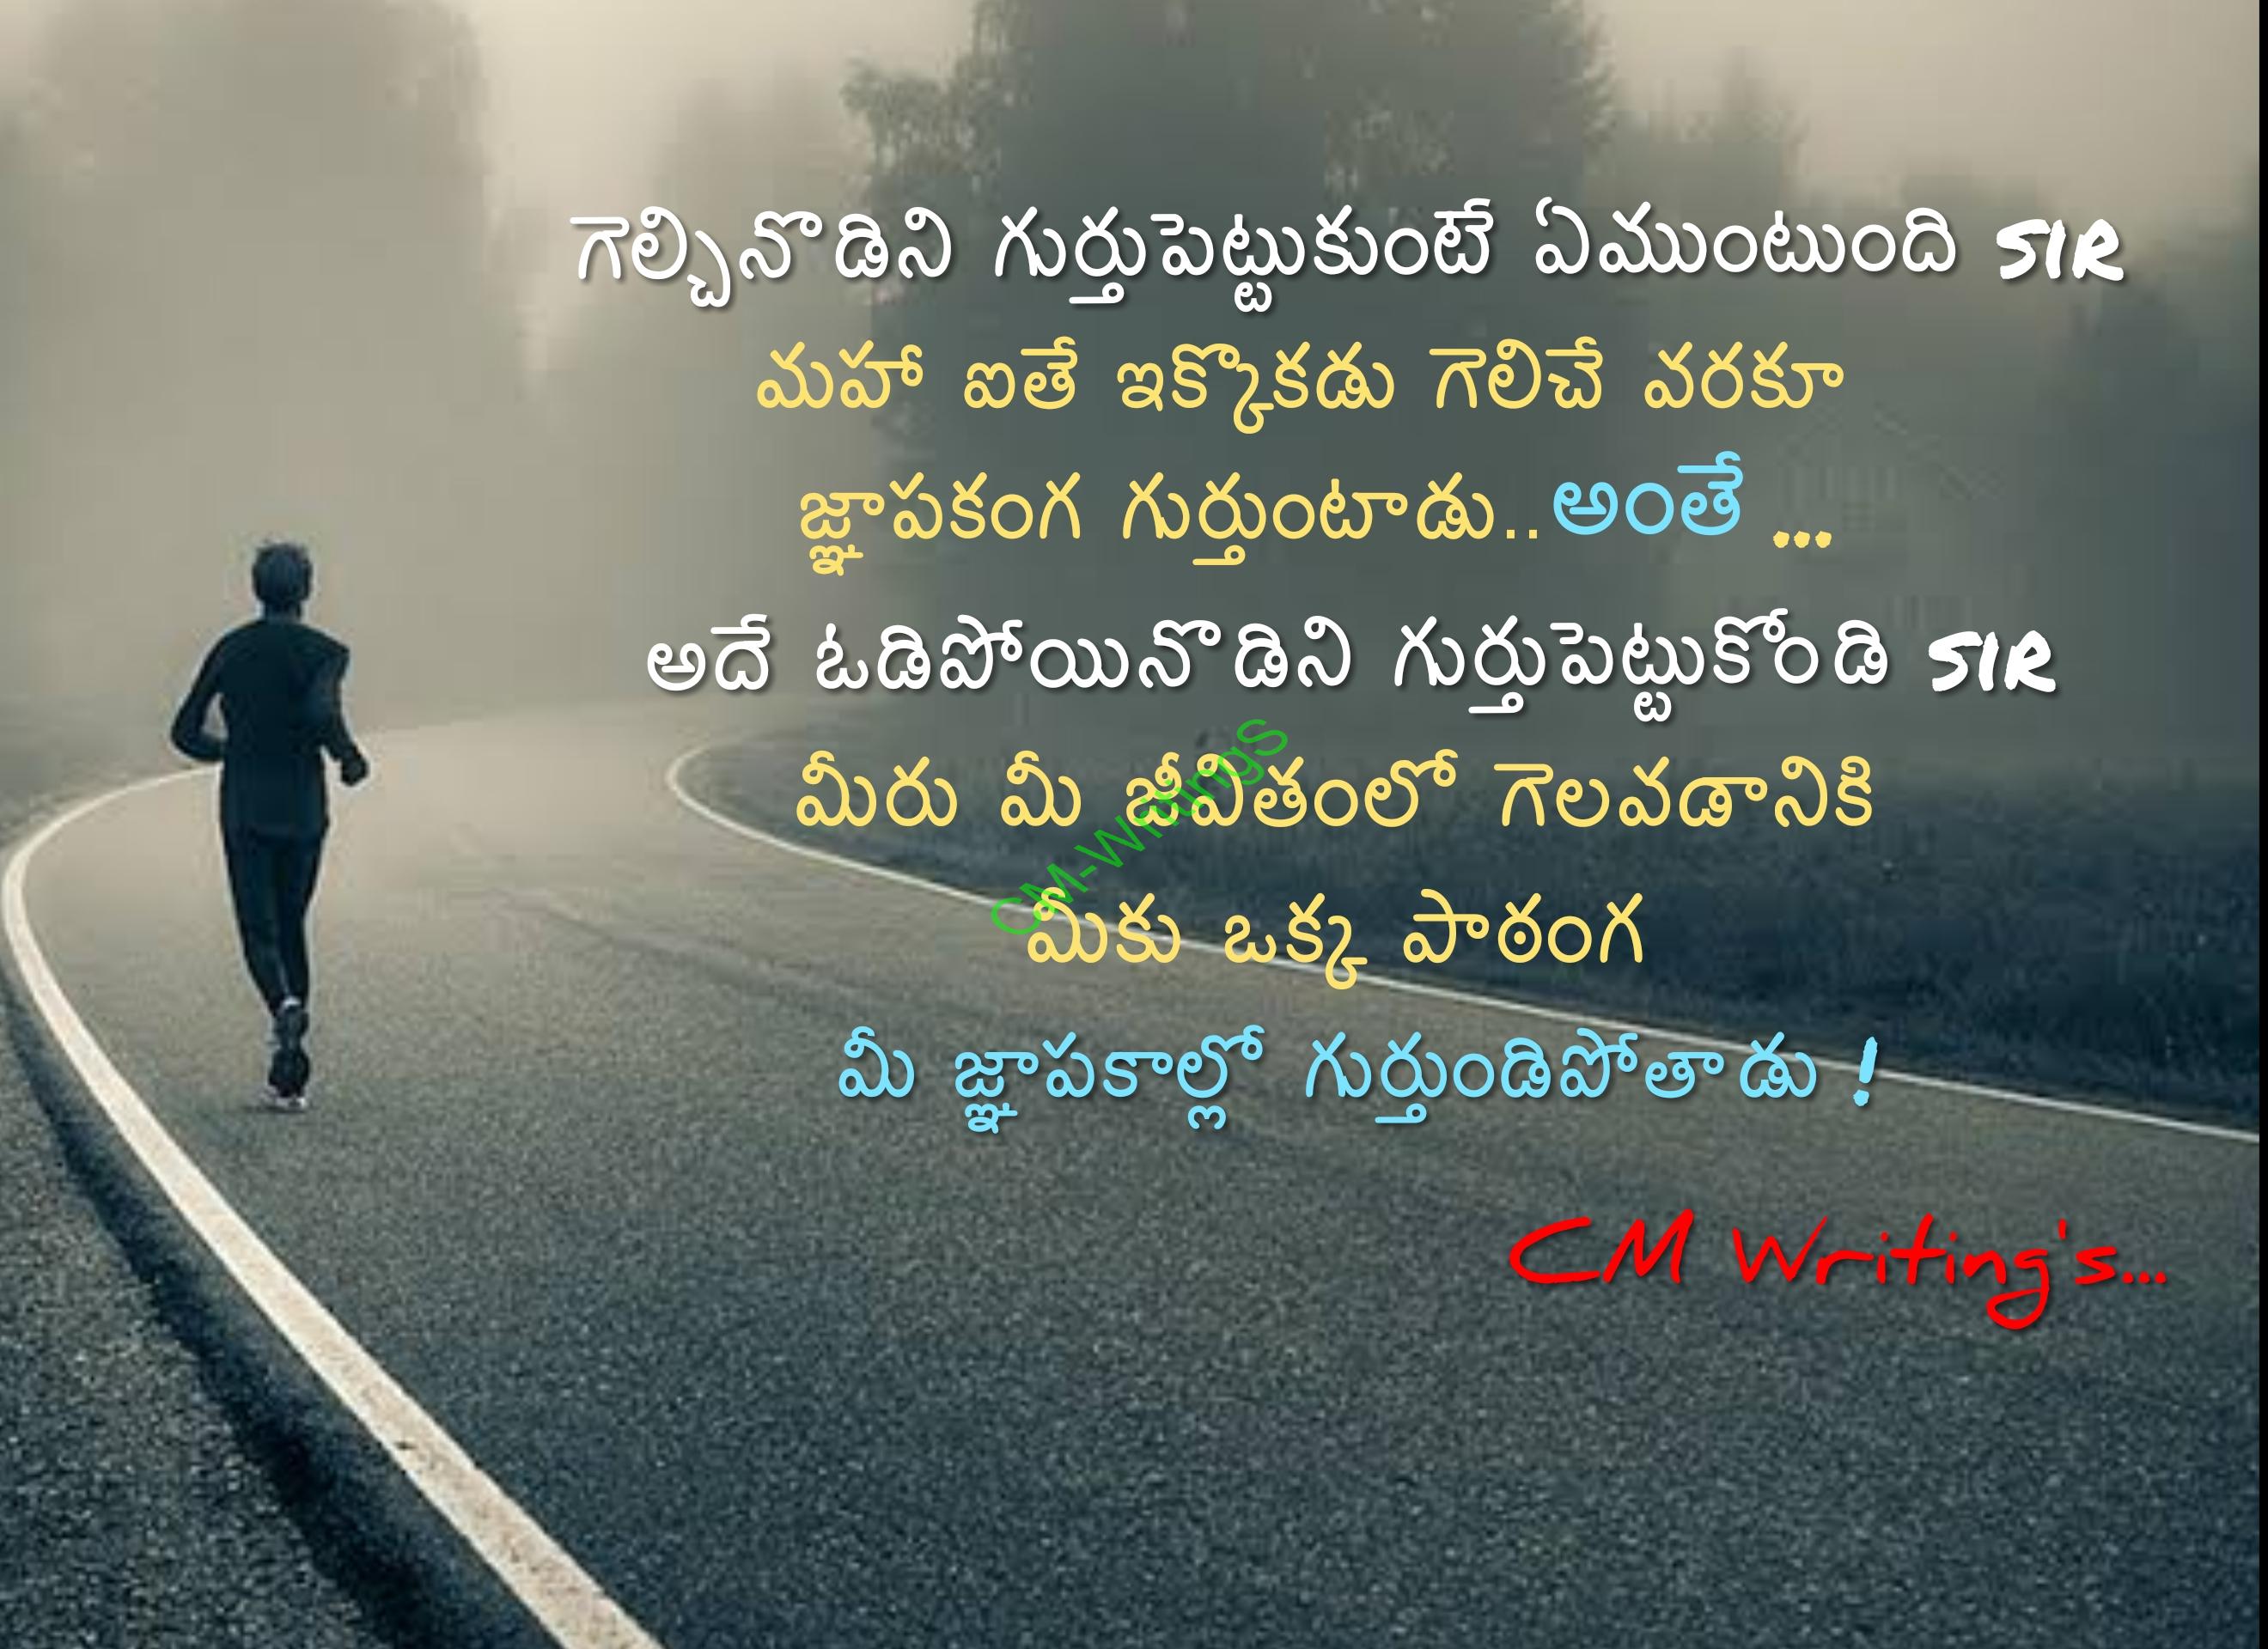 గెల్చినొడిని గుర్తుపెట్టుకుంటే ఏముంటుంది SIR
మహా ఐతే ఇక్కొకడు గెలిచే వరకూ
జ్ఞాపకంగ గుర్తుంటాడు..అంతే ...
అదే ఓడిపోయినొడిని గుర్తుపెట్టుకోండి SIR
మీరు మీ జీవితంలో గెలవడానికి
మీకు ఒక్క పాఠంగ
మీ జ్ఞాపకాల్లో గుర్తుండిపోతాడు !
CM-WritingS
CM Writing's...